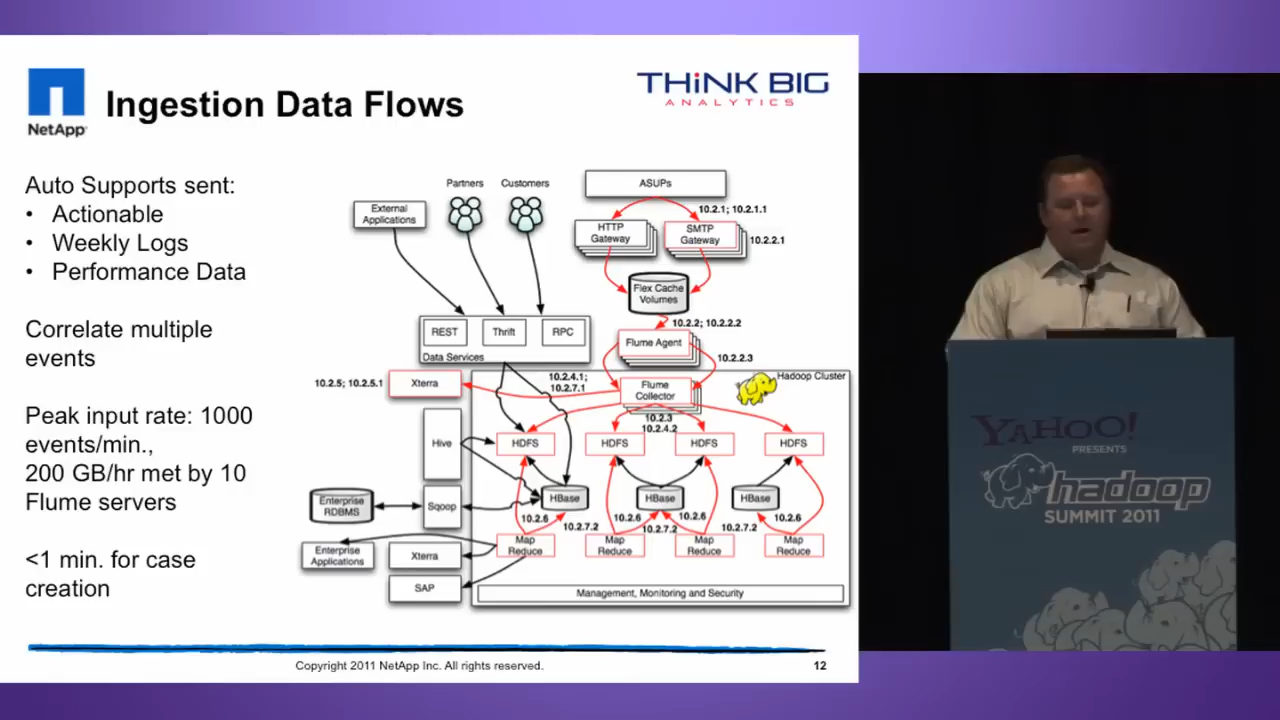 NetApp
Ingestion Data Flows
THiNK BIG
ANALYTICS
Auto Supports sent:
• Actionable
• Weekly Logs
• Performance Data
Correlate multiple
events
Peak input rate: 1000
events/min.,
200 GB/hr met by 10
Flume servers
<1 min. for case
creation
Partners
Customers
ASUPs
External
Applications
10.2.1; 10.2.1.1
HTTP
Gateway
SMTP
Gateway
10.2.2.1
Flex Cache
Volumes
10.2.2; 10.2.2.2
REST
Thrift
RPC
Data Services
Flume Agent
10.2.2.3
10.2.5; 10.2.5.1
Xterra
10.2.4.1;
10.2.7.1
Flume
Collector
Hadoop Cluster
10.2.3
10.2.4.2
Hive
HDFS
HDFS
HDFS
HDFS
Enterprise
RDBMS
Sqoop
HBase
HBase
HBase
10.2.6
10.2.7.2
10.2.6
10.2.7.2
10.2.6
10.2.7.2
10.2.6
Enterprise
Applications
Xterra
Map
Reduce
Map
Reduce
Map
Reduce
Map
Reduce
SAP
Management, Monitoring and Security
Copyright 2011 NetApp Inc. All rights reserved.
12
YAHOO!
PRESENTS
hadoop
SUMMIT 2011